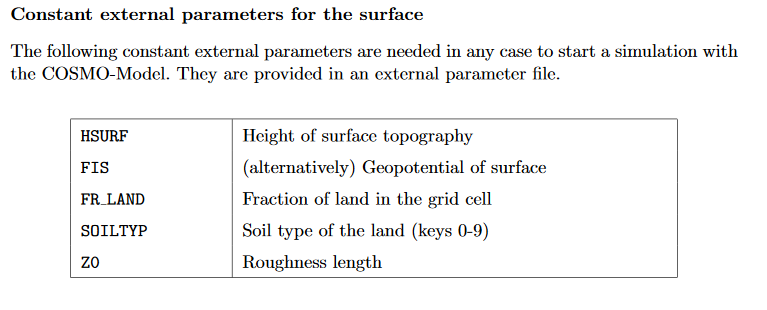 Constant external parameters for the surface
The following constant external parameters are needed in any case to start a simulation with
the COSMO-Model. They are provided in an external parameter file.
HSURF Height of surface topography
FIS (alternatively) Geopotential of surface
FR_LAND Fraction of land in the grid cell
SOILTYP Soil type of the land (keys 0-9)
Z0 Roughness length